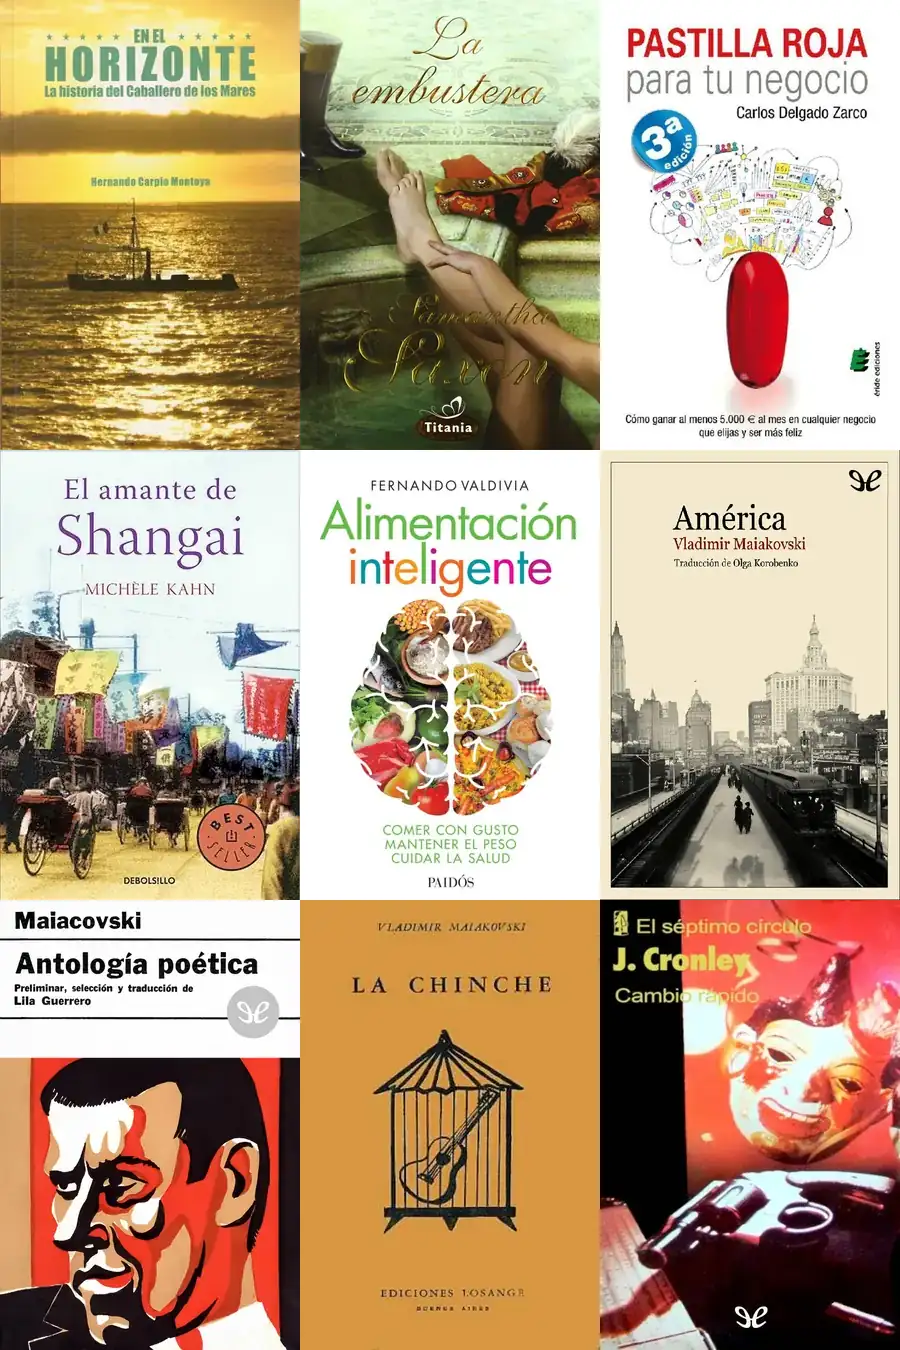 EN EL
HORIZONTE
La historia del Caballero de los Mares
Hernando Carpio Montoya
La
embustera
Samantha
Saxon
Titania
PASTILLA ROJA
para tu negocio
Carlos Delgado Zarco
3ª
edición
éride ediciones
Cómo ganar al menos 5.000 € al mes en cualquier negocio
que elijas y ser más feliz
El amante de
Shangai
MICHÈLE KAHN
BEST
SELLER
DEBOLSILLO
FERNANDO VALDIVIA
Alimentación
inteligente
COMER CON GUSTO
MANTENER EL PESO
CUIDAR LA SALUD
PAIDÓS
América
Vladimir Maiakovski
Traducción de Olga Korobenko
Maiacovski
Antología poética
Preliminar, selección y traducción de
Lila Guerrero
VLADIMIR MAIAKOVSKI
LA CHINCHE
EDICIONES LOSANGE
BUENOS AIRES
El séptimo círculo
J. Cronley
Cambio rápido